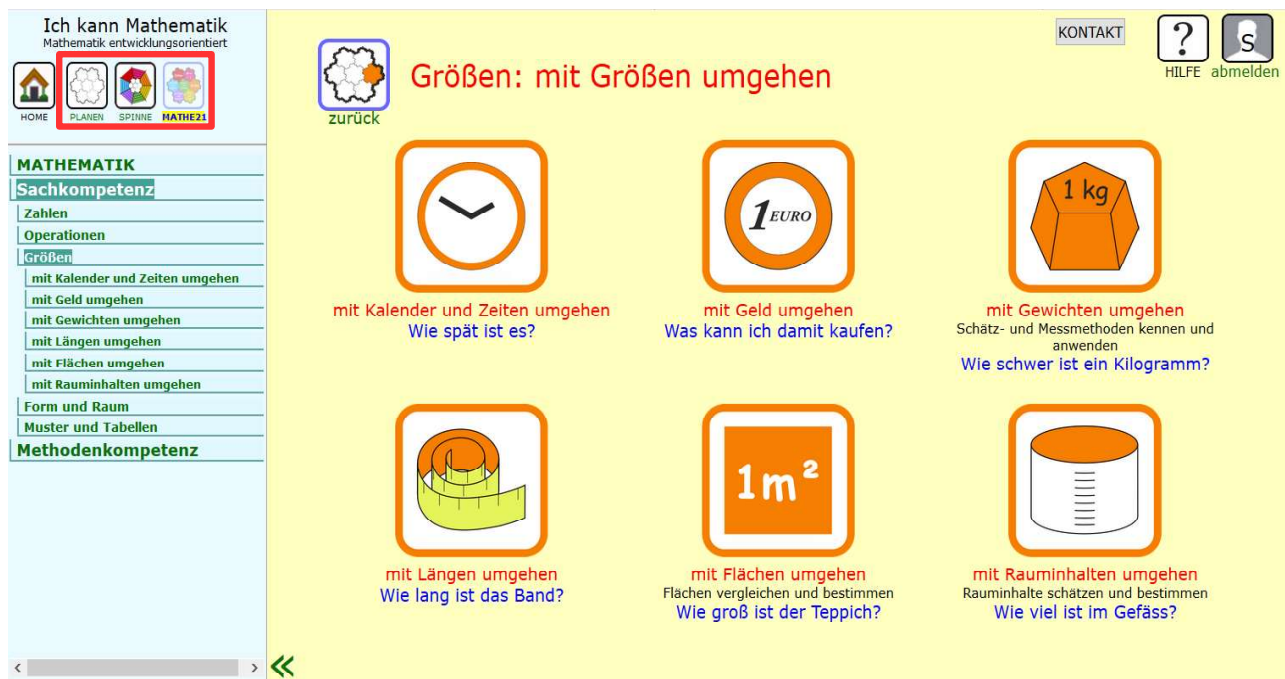 Ich kann Mathematik
Mathematik entwicklungsorientiert
HOME
PLANEN
SPINNE
MATHE21
MATHEMATIK
Sachkompetenz
Zahlen
Operationen
Größen
mit Kalender und Zeiten umgehen
mit Geld umgehen
mit Gewichten umgehen
mit Längen umgehen
mit Flächen umgehen
mit Rauminhalten umgehen
Form und Raum
Muster und Tabellen
Methodenkompetenz
zurück
Größen: mit Größen umgehen
KONTAKT
?
HILFE
S
abmelden
mit Kalender und Zeiten umgehen
Wie spät ist es?
1 EURO
mit Geld umgehen
Was kann ich damit kaufen?
1 kg
mit Gewichten umgehen
Schätz- und Messmethoden kennen und
anwenden
Wie schwer ist ein Kilogramm?
mit Längen umgehen
Wie lang ist das Band?
1m²
mit Flächen umgehen
Flächen vergleichen und bestimmen
Wie groß ist der Teppich?
mit Rauminhalten umgehen
Rauminhalte schätzen und bestimmen
Wie viel ist im Gefäss?